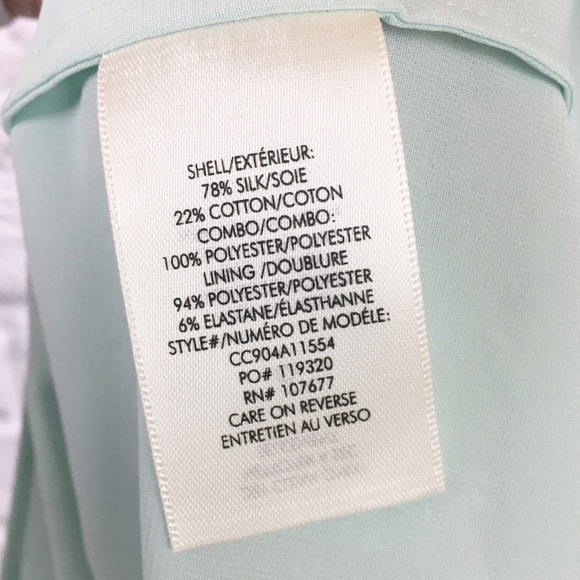 SHELL/EXTÉRIEUR:
78% SILK/SOIE
22% COTTON/COTON
COMBO/COMBO:
100% POLYESTER/POLYESTER
LINING /DOUBLURE
94% POLYESTER/POLYESTER
6% ELASTANE/ÉLASTHANNE
STYLE#/NUMÉRO DE MODÈLE:
CC904A11554
PO# 119320
RN# 107677
CARE ON REVERSE
ENTRETIEN AU VERSO